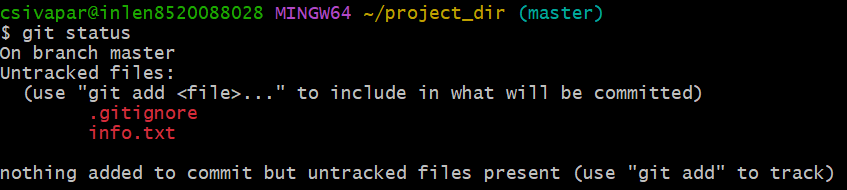 csivapar@inlen8520088028 MINGW64 ~/project_dir (master)
$ git status
On branch master
Untracked files:
  (use "git add <file>..." to include in what will be committed)
        .gitignore
        info.txt

nothing added to commit but untracked files present (use "git add" to track)